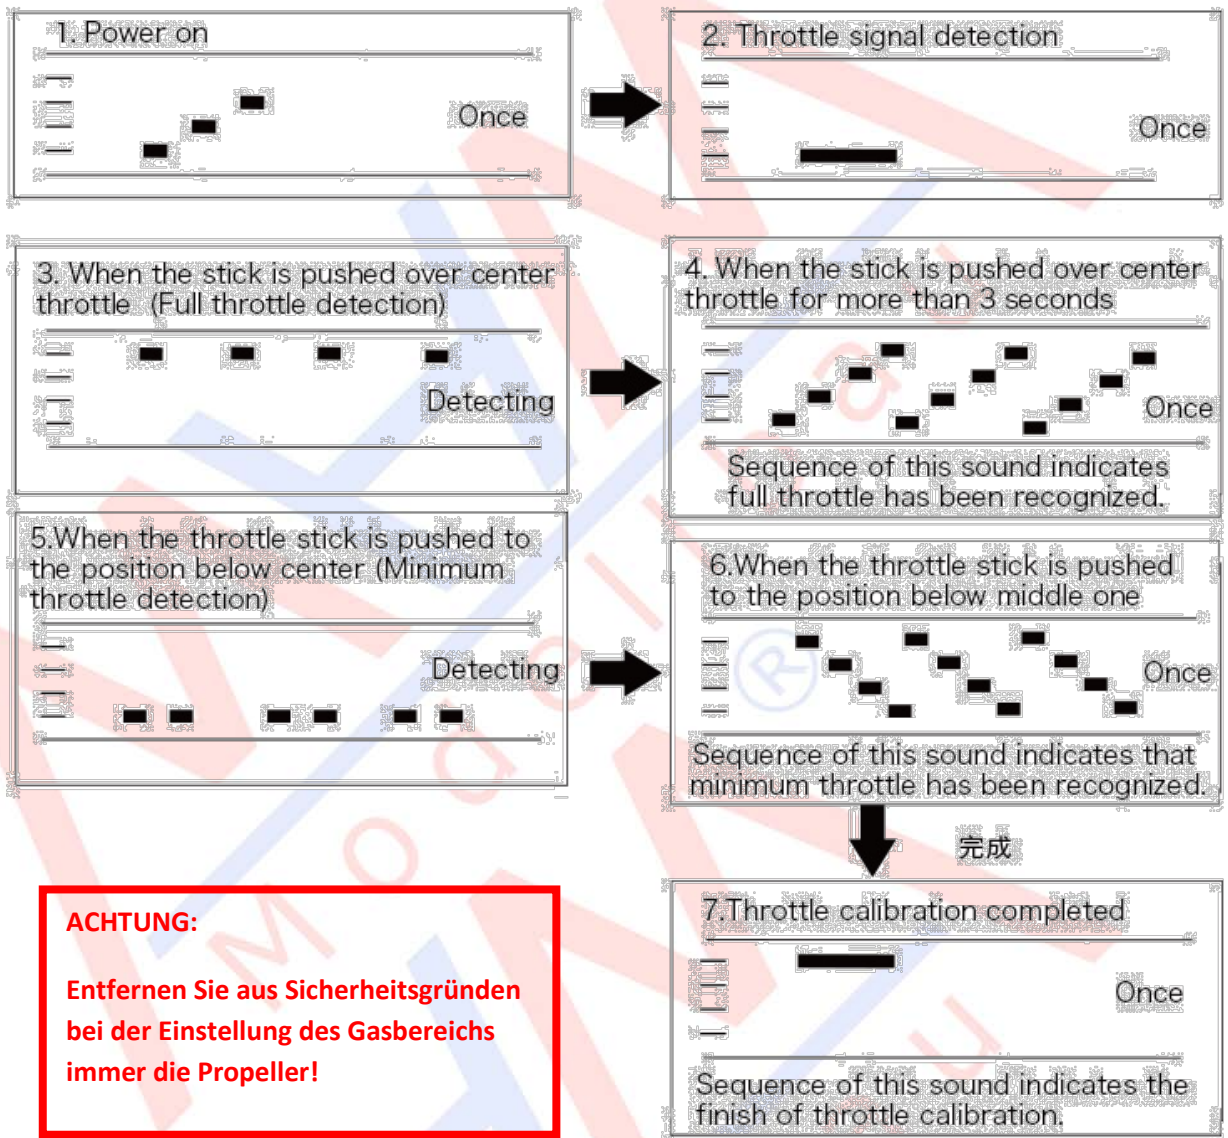 1. Power on
Once
2. Throttle signal detection
Once
3. When the stick is pushed over center
throttle (Full throttle detection)
Detecting
4. When the stick is pushed over center
throttle for more than 3 seconds
Once
Sequence of this sound indicates
full throttle has been recognized.
5.When the throttle stick is pushed to
the position below center (Minimum
throttle detection)
Detecting
6.When the throttle stick is pushed
to the position below middle one
Once
Sequence of this sound indicates that
minimum throttle has been recognized.
完成
7.Throttle calibration completed
Once
Sequence of this sound indicates the
finish of throttle calibration.
ACHTUNG:
Entfernen Sie aus Sicherheitsgründen
bei der Einstellung des Gasbereichs
immer die Propeller!
Modellbau
®